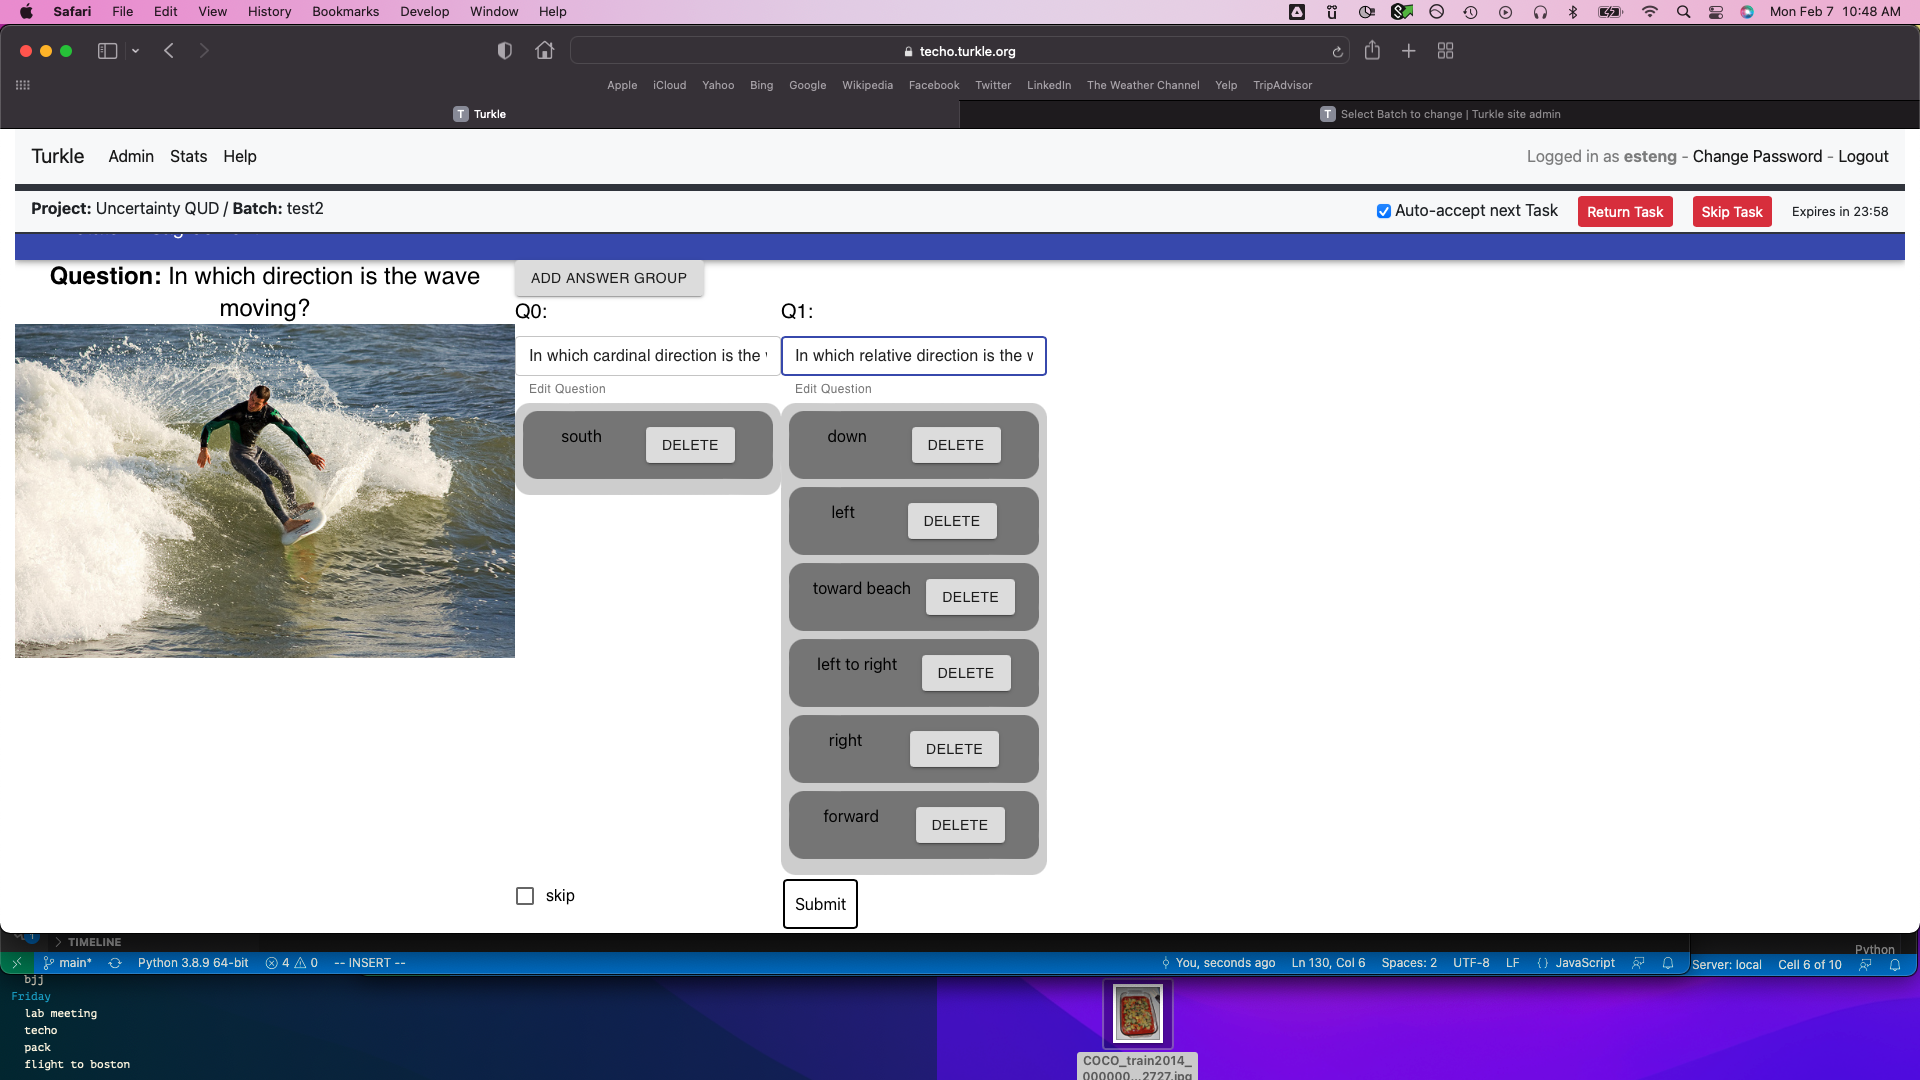 Safari File Edit View History Bookmarks Develop Window Help Mon Feb 7 10:48 AM
techo.turkle.org
Apple iCloud Yahoo Bing Google Wikipedia Facebook Twitter LinkedIn The Weather Channel Yelp TripAdvisor
T Turkle T Select Batch to change | Turkle site admin
Turkle Admin Stats Help Logged in as esteng - Change Password - Logout
Project: Uncertainty QUD / Batch: test2 Auto-accept next Task Return Task Skip Task Expires in 23:58
Question: In which direction is the wave
moving?
ADD ANSWER GROUP
Q0: Q1:
In which cardinal direction is the In which relative direction is the
Edit Question Edit Question
south DELETE down DELETE
left DELETE
toward beach DELETE
left to right DELETE
right DELETE
forward DELETE
skip Submit
1 TIMELINE
Python
main* Python 3.8.9 64-bit 4 0 -- INSERT -- You, seconds ago Ln 130, Col 6 Spaces: 2 UTF-8 LF JavaScript Server: local Cell 6 of 10
bjj
Friday
lab meeting
techo
pack
flight to boston
COCO_train2014_
000000...2727.jpg